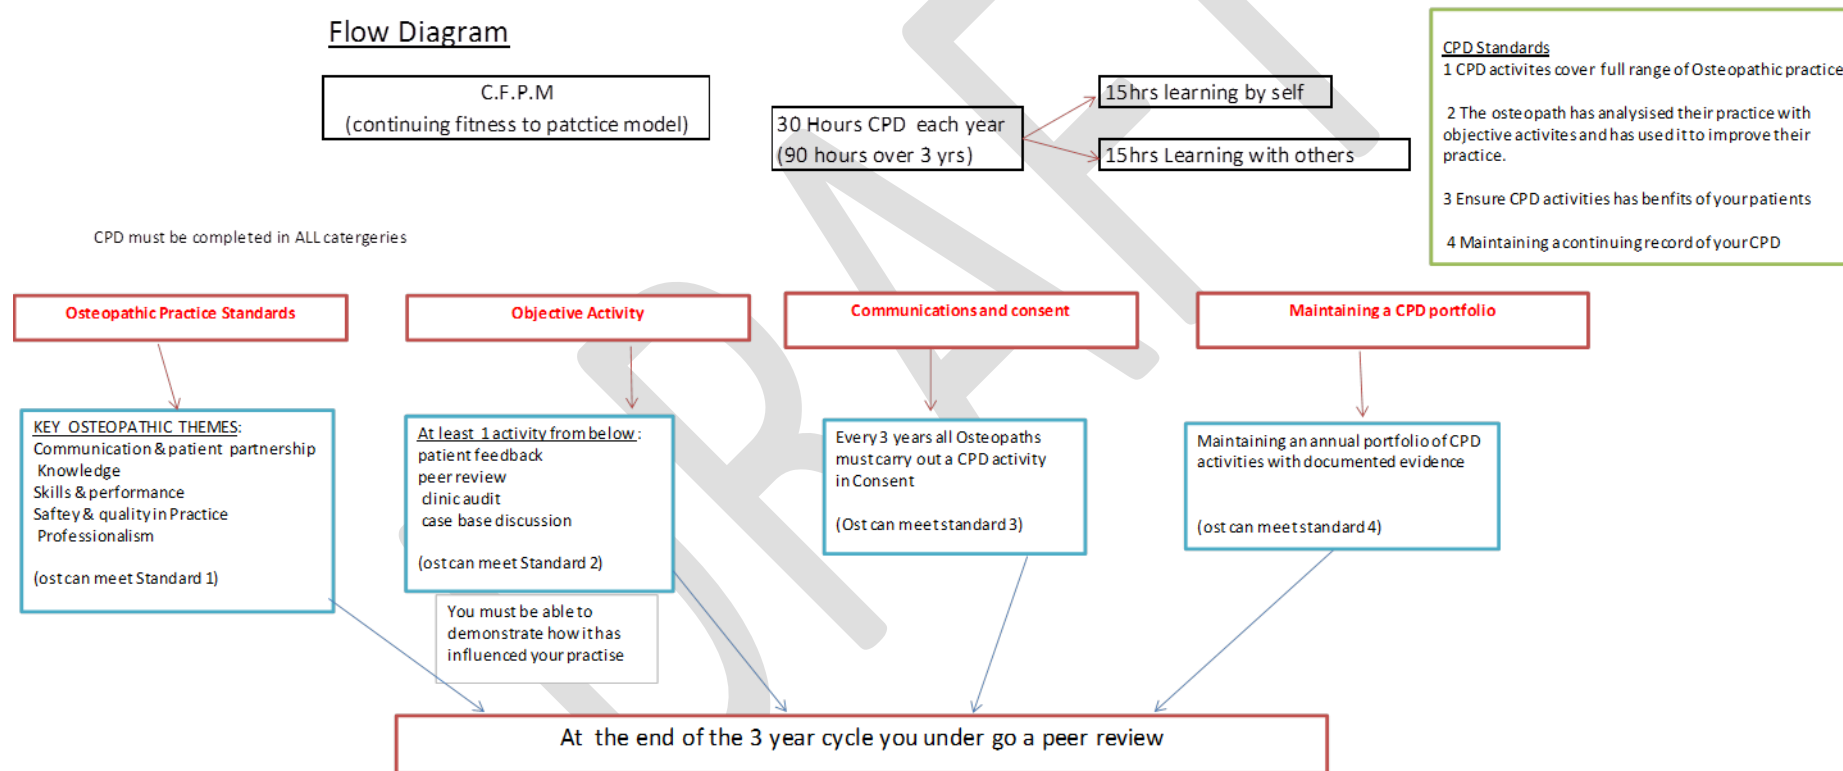 Flow Diagram
C.F.P.M
(continuing fitness to patctice model)
30 Hours CPD each year
(90 hours over 3 yrs)
15hrs learning by self
15hrs Learning with others
CPD Standards
1 CPD activites cover full range of Osteopathic practice
2 The osteopath has analysised their practice with
objective activites and has used it to improve their
practice.
3 Ensure CPD activities has benfits of your patients
4 Maintaining a continuing record of your CPD
CPD must be completed in ALL catergeries
Osteopathic Practice Standards
Objective Activity
Communications and consent
Maintaining a CPD portfolio
KEY OSTEOPATHIC THEMES:
Communication & patient partnership
Knowledge
Skills & performance
Saftey & quality in Practice
Professionalism
(ost can meet Standard 1)
At least 1 activity from below :
patient feedback
peer review
clinic audit
case base discussion
(ost can meet Standard 2)
You must be able to
demonstrate how it has
influenced your practise
Every 3 years all Osteopaths
must carry out a CPD activity
in Consent
(Ost can meet standard 3)
Maintaining an annual portfolio of CPD
activities with documented evidence
(ost can meet standard 4)
At the end of the 3 year cycle you under go a peer review
DRAFT